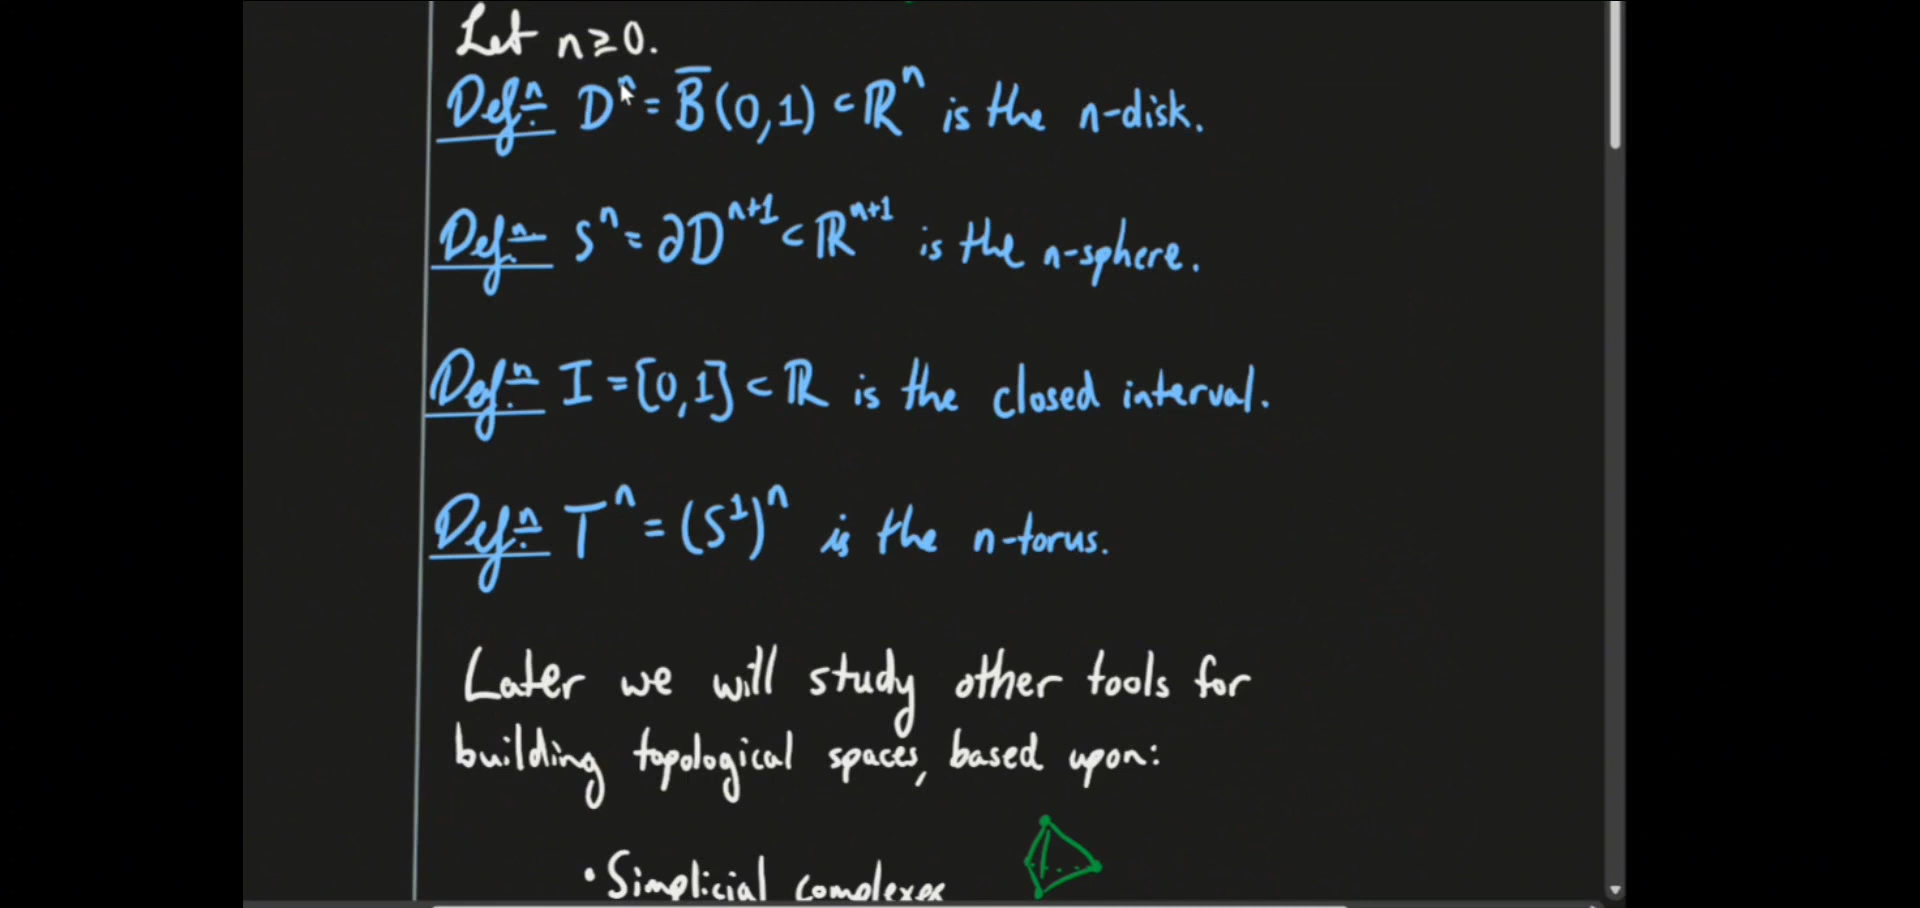 Let n ≥ 0.
Defⁿ: Dⁿ = B̅(0,1) ⊂ ℝⁿ is the n-disk.
Defⁿ: Sⁿ = ∂Dⁿ⁺¹ ⊂ ℝⁿ⁺¹ is the n-sphere.
Defⁿ: I = [0,1] ⊂ ℝ is the closed interval.
Defⁿ: Tⁿ = (S¹)ⁿ is the n-torus.
Later we will study other tools for
building topological spaces, based upon:
• Simplicial complexes